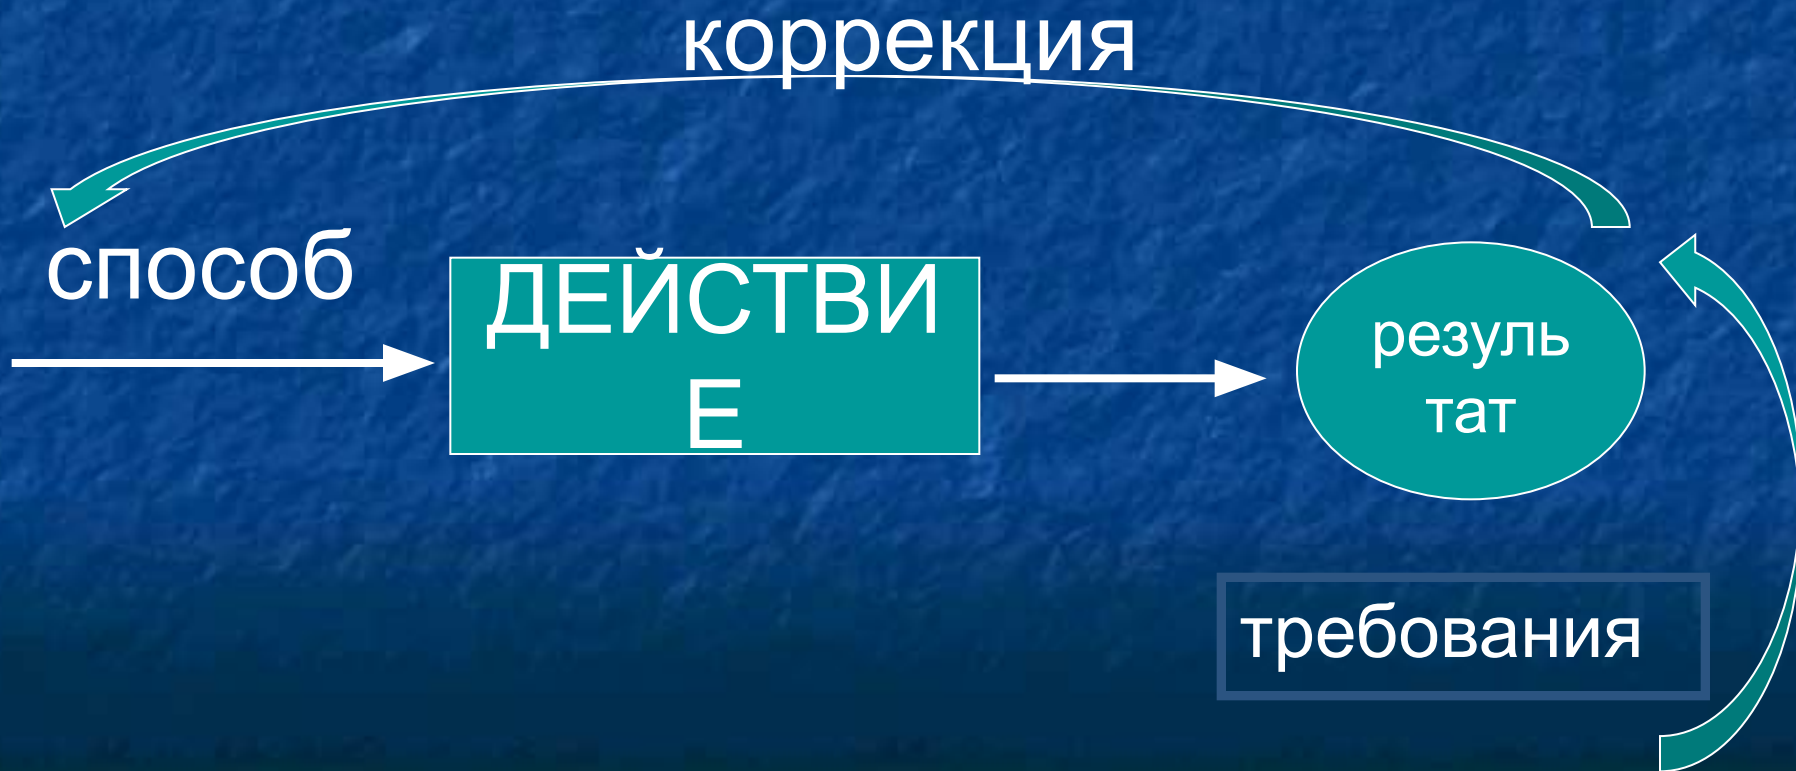 коррекция
способ
ДЕЙСТВИ
Е
резуль
тат
требования